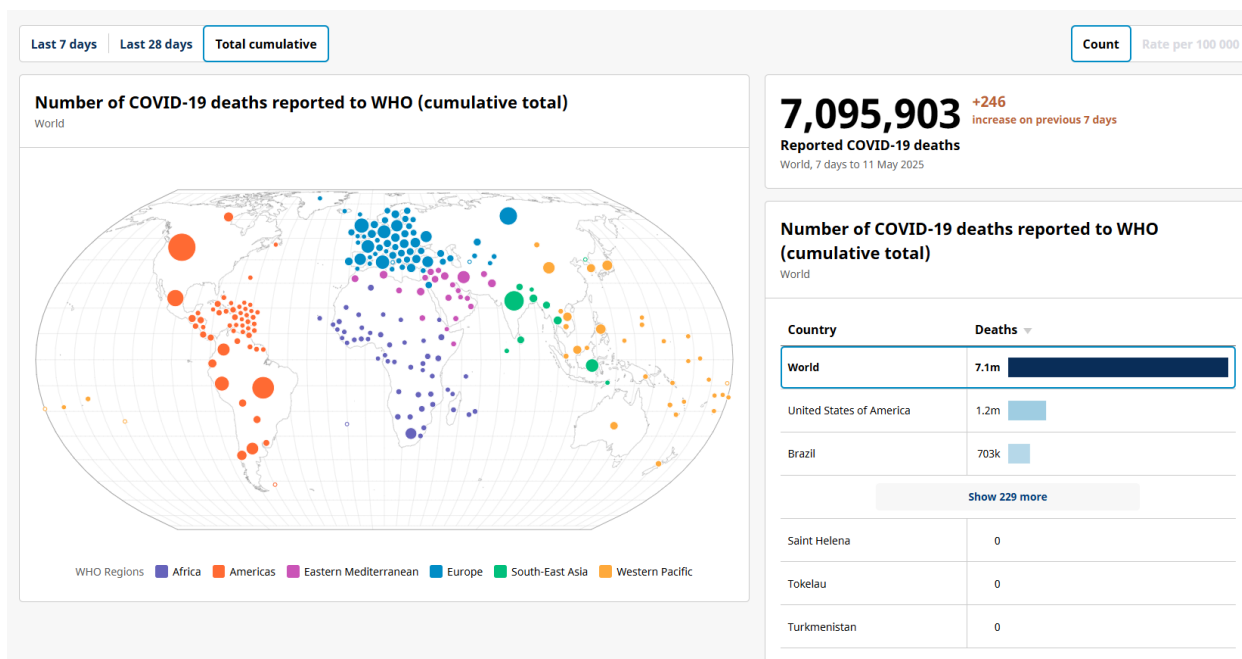 Last 7 days
Last 28 days
Total cumulative
Count
Rate per 100 000
Number of COVID-19 deaths reported to WHO (cumulative total)
World
WHO Regions
Africa
Americas
Eastern Mediterranean
Europe
South-East Asia
Western Pacific
7,095,903
+246
increase on previous 7 days
Reported COVID-19 deaths
World, 7 days to 11 May 2025
Number of COVID-19 deaths reported to WHO
(cumulative total)
World
Country Deaths
World 7.1m
United States of America 1.2m
Brazil 703k
Show 229 more
Saint Helena 0
Tokelau 0
Turkmenistan 0